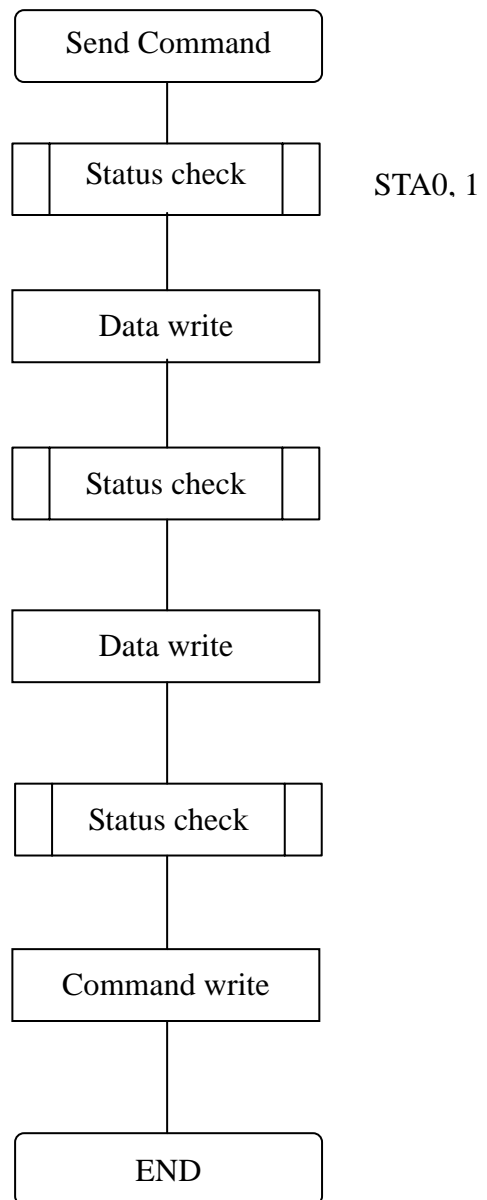 Send Command
Status check
STA0, 1
Data write
Status check
Data write
Status check
Command write
END